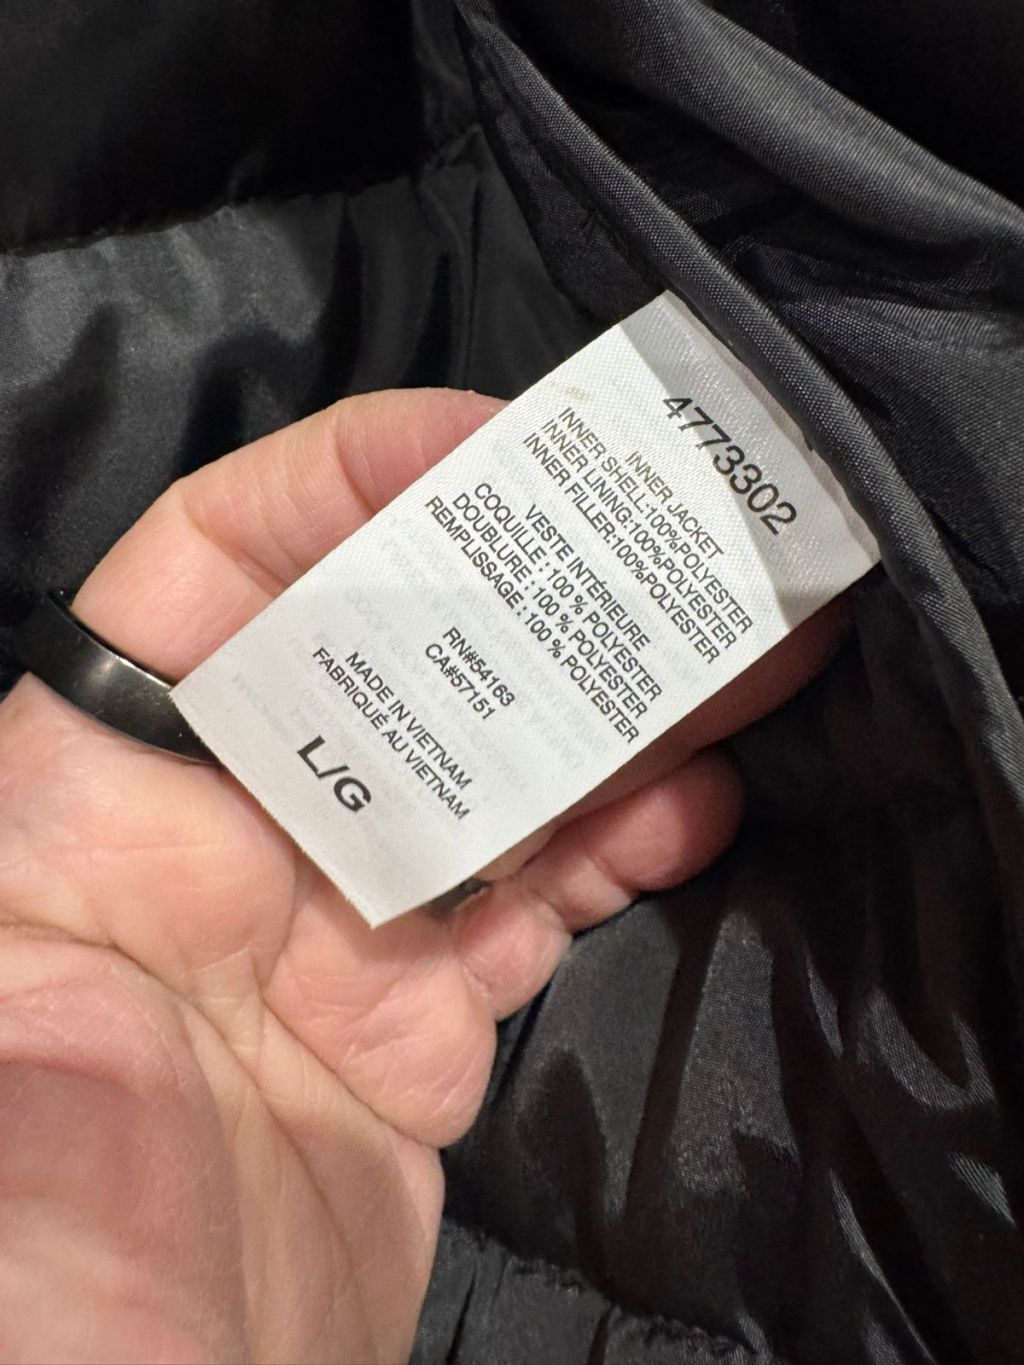 4773302
INNER JACKET
INNER SHELL:100%POLYESTER
INNER LINING:100%POLYESTER
INNER FILLER:100%POLYESTER
VESTE INTÉRIEURE
COQUILLE : 100 % POLYESTER
DOUBLURE : 100 % POLYESTER
REMPLISSAGE : 100 % POLYESTER
RN#54163
CA#57151
MADE IN VIETNAM
FABRIQUÉ AU VIETNAM
L/G